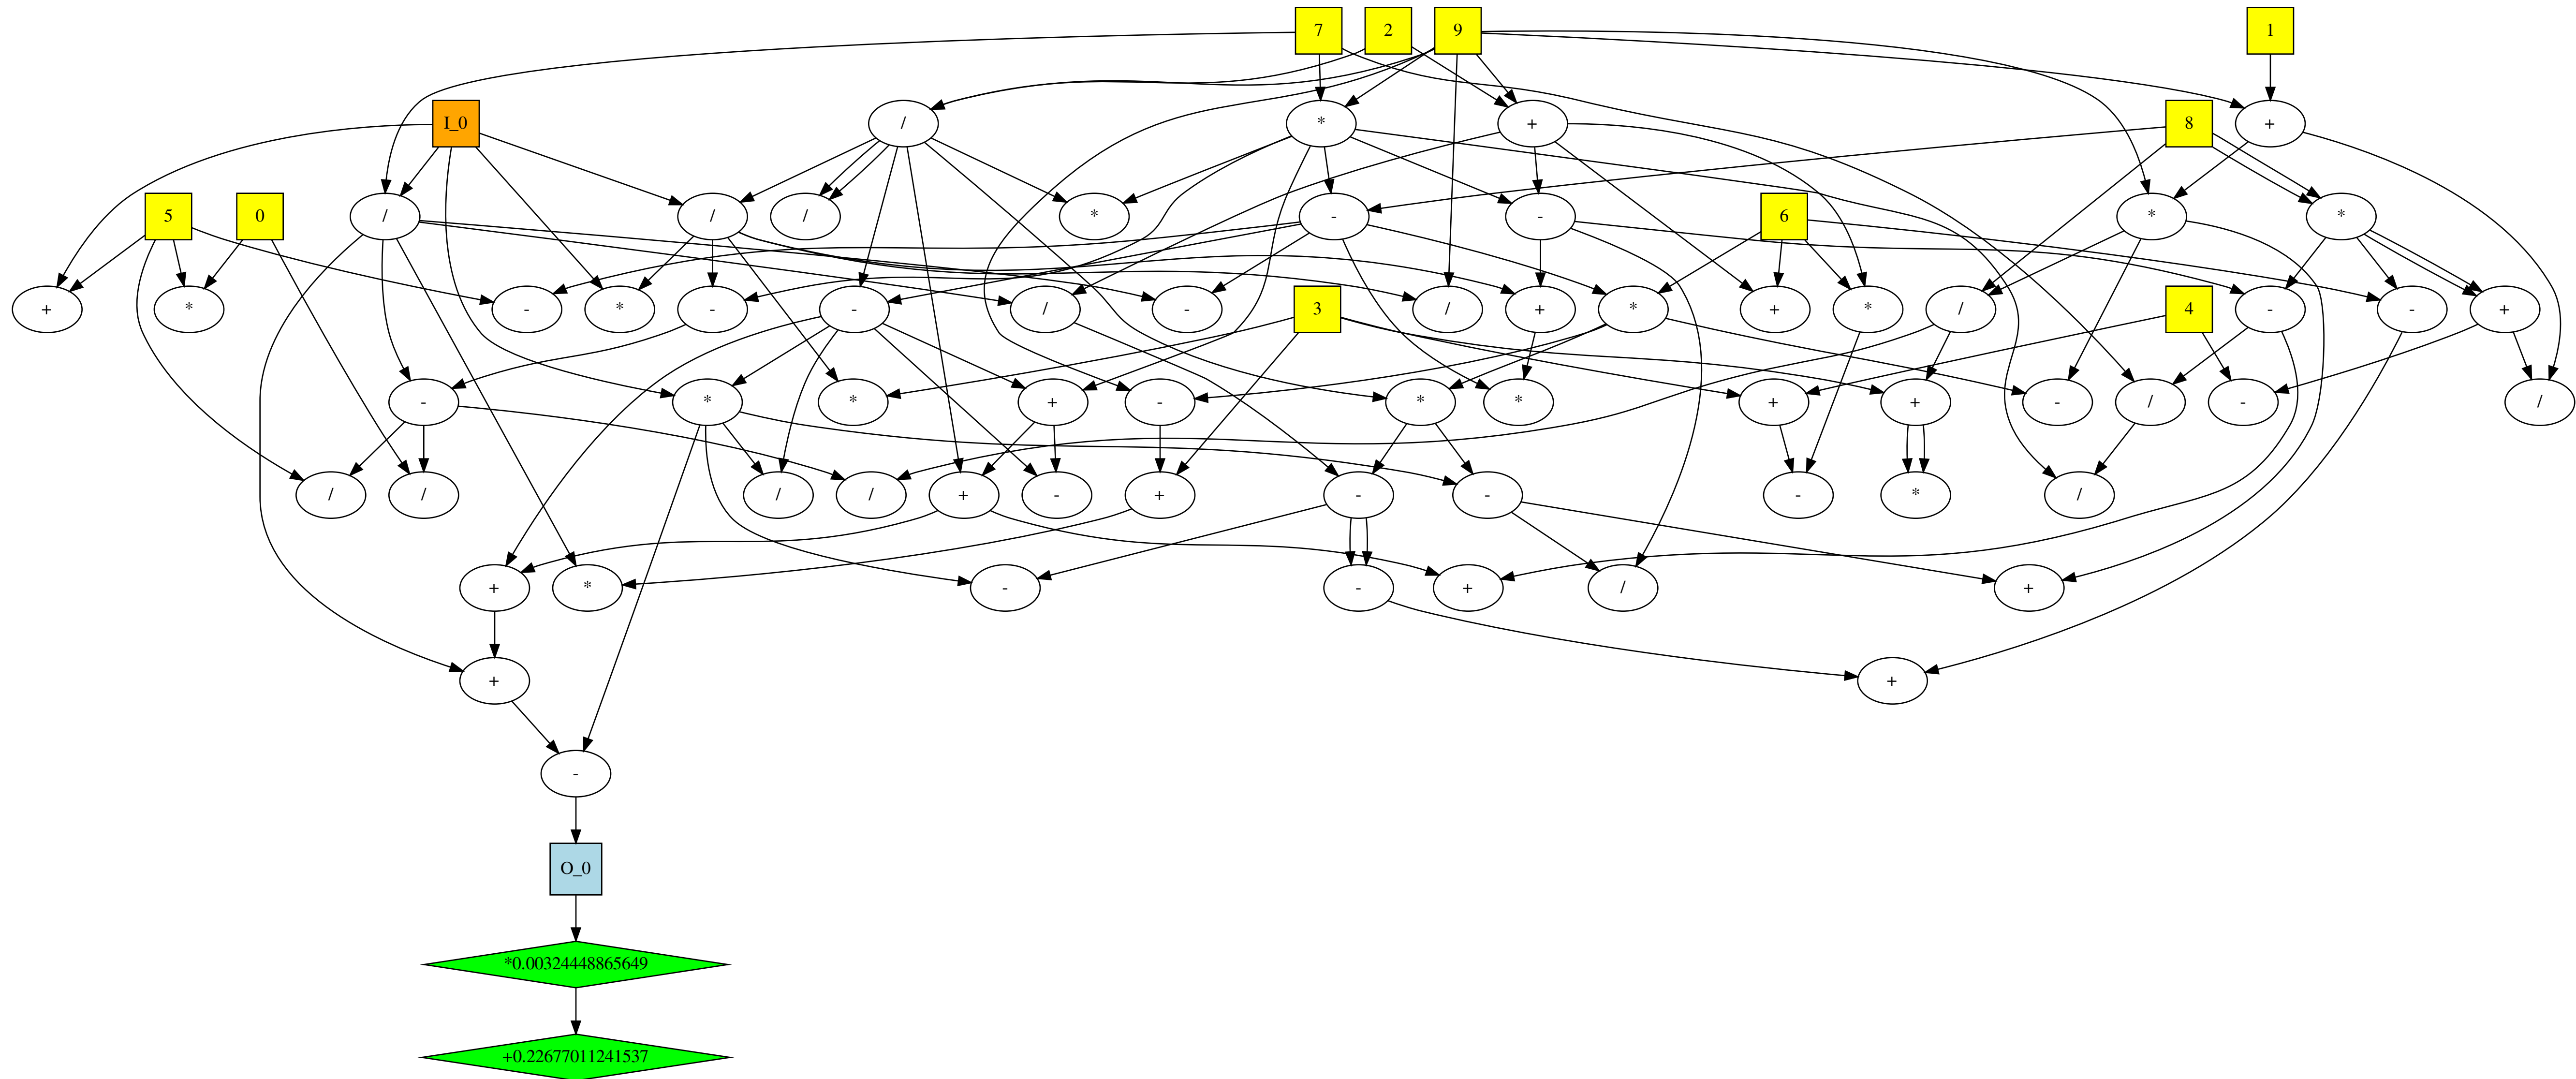 7 2 9 1
I_0 / * + 8 +
5 0 / / / * - - 6 * *
+ * - * - - / - / + * + * / 4 - - +
3
- * * + - * * + + - / - /
/ / / / + - + - - - * /
+ * - - + / +
+ +
-
O_0
*0.00324448865649
+0.22677011241537